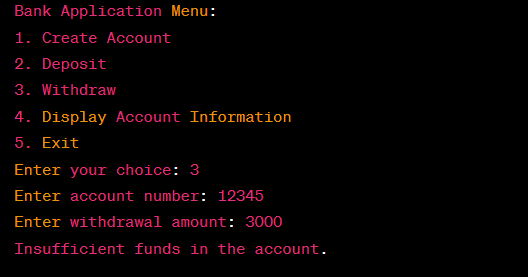 Bank Application Menu:
1. Create Account
2. Deposit
3. Withdraw
4. Display Account Information
5. Exit
Enter your choice: 3
Enter account number: 12345
Enter withdrawal amount: 3000
Insufficient funds in the account.